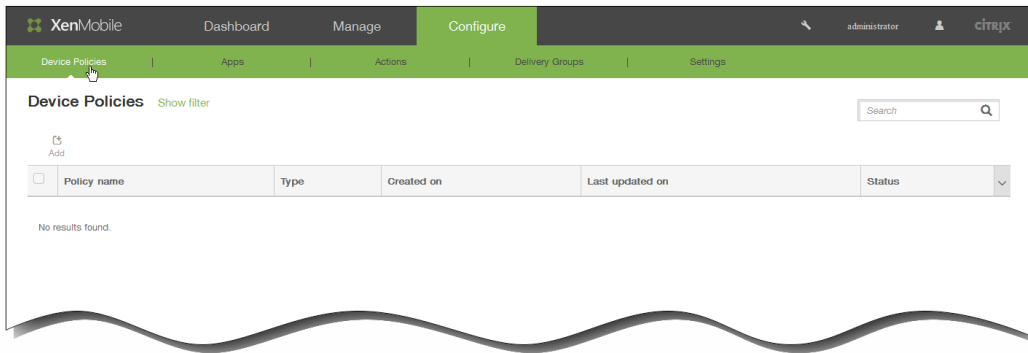 XenMobile Dashboard Manage Configure administrator CITRIX
Device Policies | Apps | Actions | Delivery Groups | Settings
Device Policies Show filter
Search
Add
Policy name Type Created on Last updated on Status
No results found.